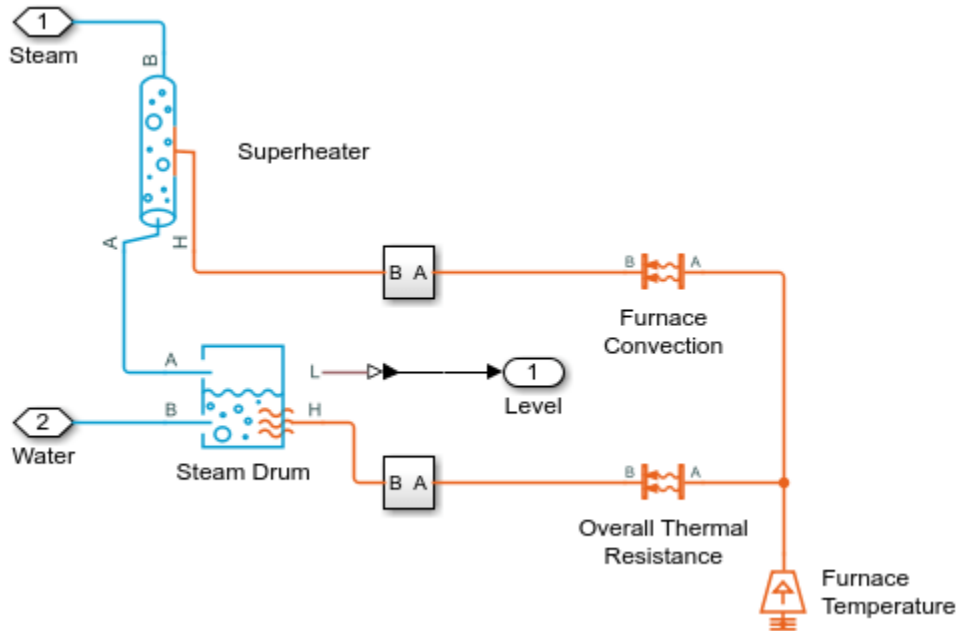 1
Steam
B
Superheater
A
H
B A
B
A
Furnace
Convection
A
L
1
Level
2
Water
B
H
Steam Drum
B A
B
A
Overall Thermal
Resistance
Furnace
Temperature